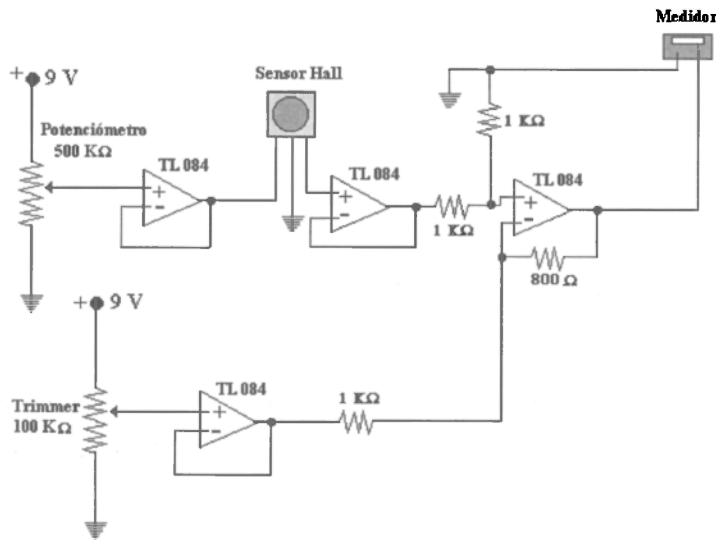 Medidor
+ 9 V
Sensor Hall
Potenciómetro
500 KΩ
1 KΩ
TL 084
+
−
TL 084
+
−
TL 084
+
−
1 KΩ
800 Ω
+ 9 V
TL 084
1 KΩ
Trimmer
100 KΩ
+
−